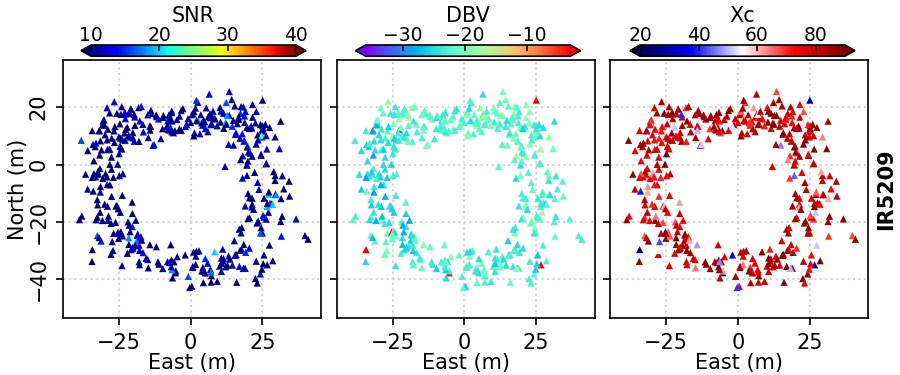 SNR DBV Xc
10 20 30 40 −30 −20 −10 20 40 60 80
20
0
−20
−40
North (m)
IR5209
−25 0 25 −25 0 25 −25 0 25
East (m) East (m) East (m)